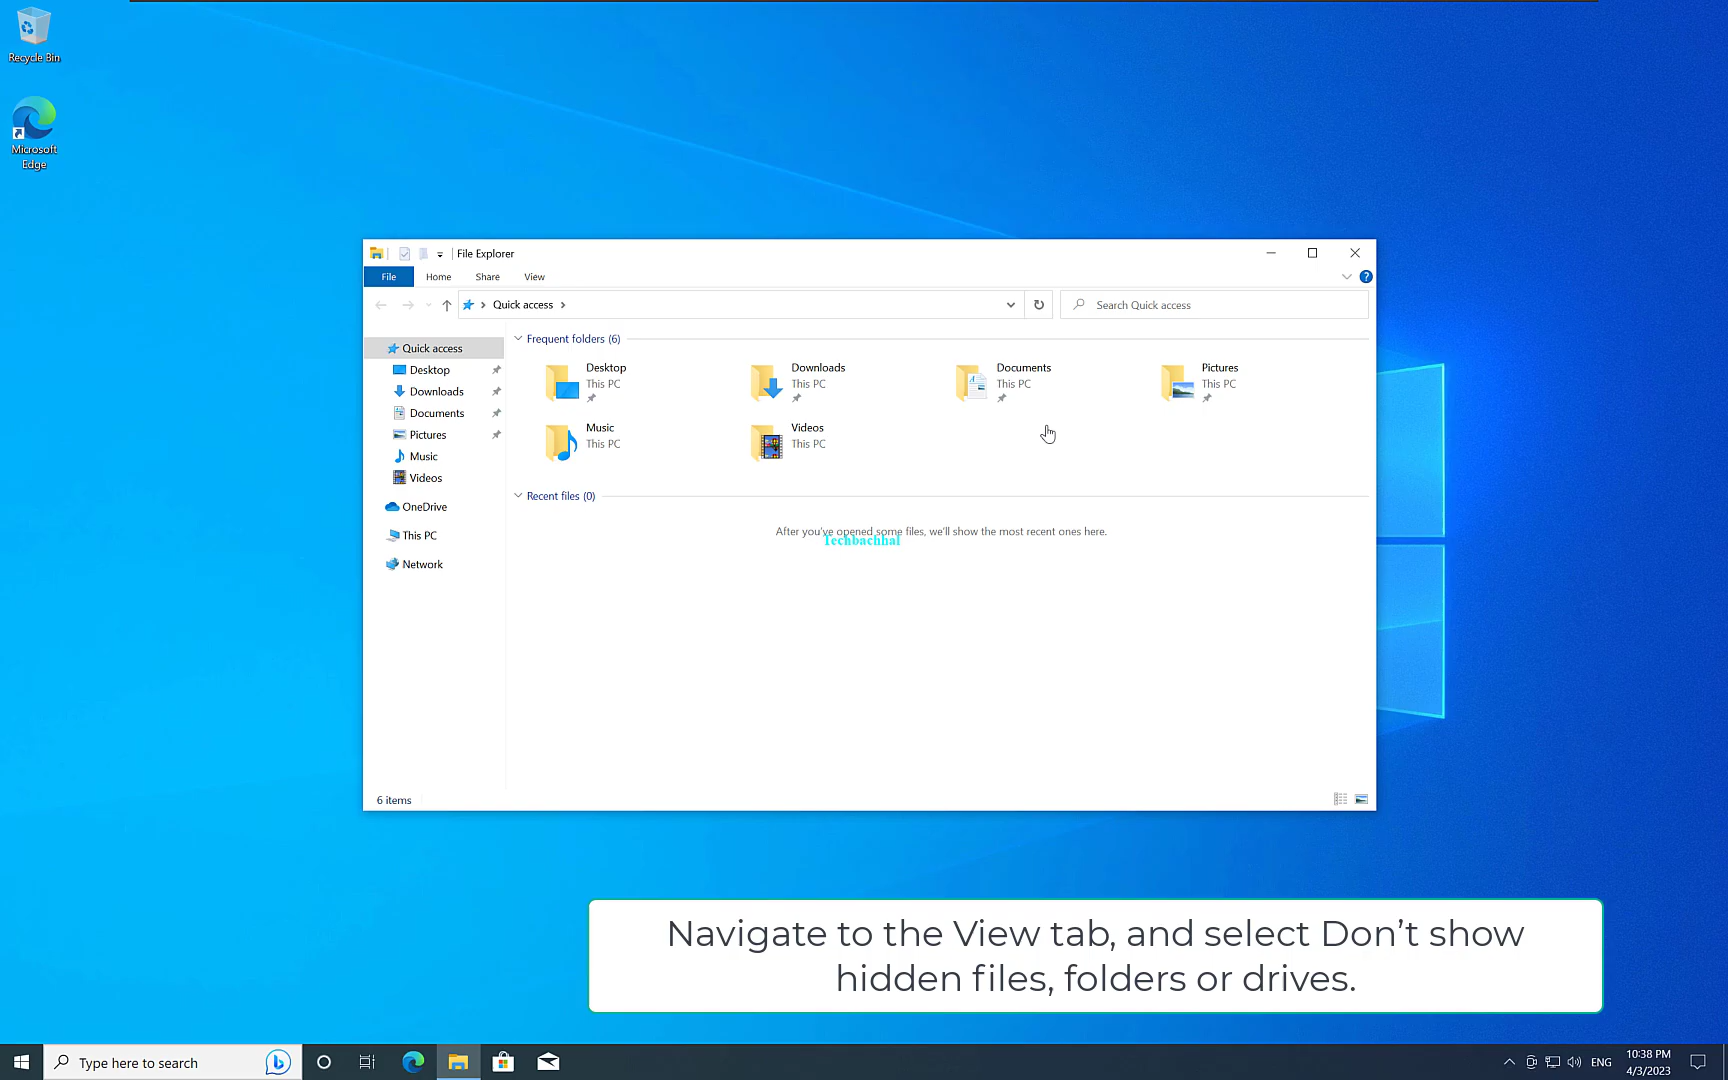 Recycle Bin
Microsoft
Edge
File Explorer
File Home Share View
Quick access
Search Quick access
Quick access
Desktop
Downloads
Documents
Pictures
Music
Videos
OneDrive
This PC
Network
Frequent folders (6)
Desktop
This PC
Downloads
This PC
Documents
This PC
Pictures
This PC
Music
This PC
Videos
This PC
Recent files (0)
After you've opened some files, we'll show the most recent ones here.
Techbachhal
6 items
Navigate to the View tab, and select Don’t show
hidden files, folders or drives.
Type here to search
ENG
10:38 PM
4/3/2023